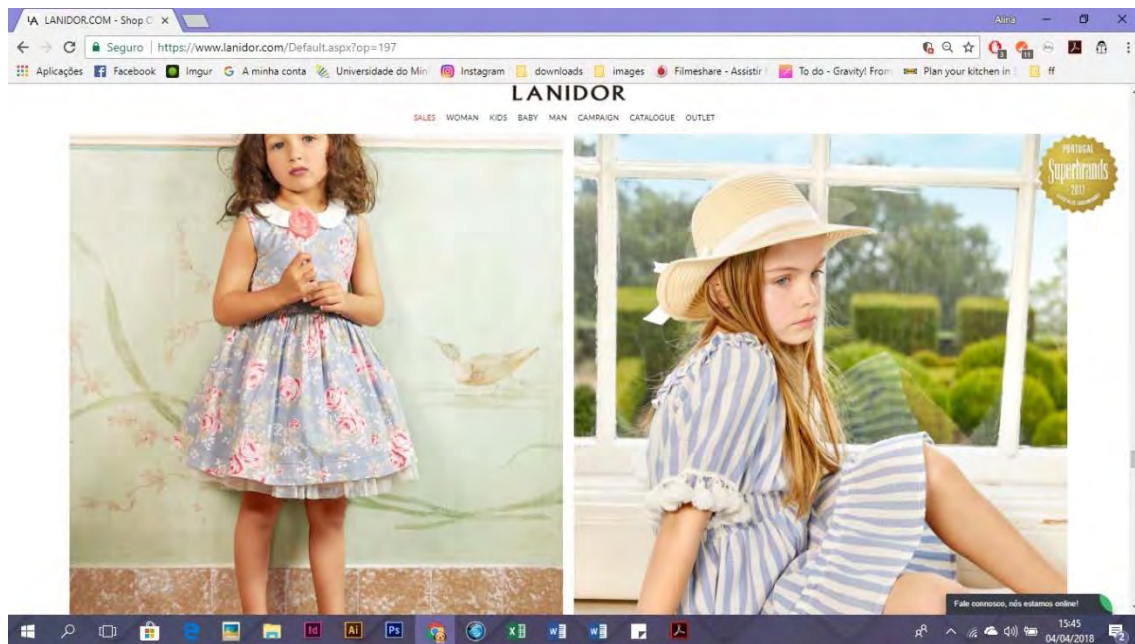 LANIDOR.COM - Shop O
Alina
Seguro | https://www.lanidor.com/Default.aspx?op=197
Aplicações Facebook Imgur A minha conta Universidade do Min Instagram downloads images Filmeshare - Assistir To do - Gravity! From Plan your kitchen in ff
LANIDOR
SALES WOMAN KIDS BABY MAN CAMPAIGN CATALOGUE OUTLET
PORTUGAL
Superbrands
2017
Fale connosco, nós estamos online!
15:45
04/04/2018